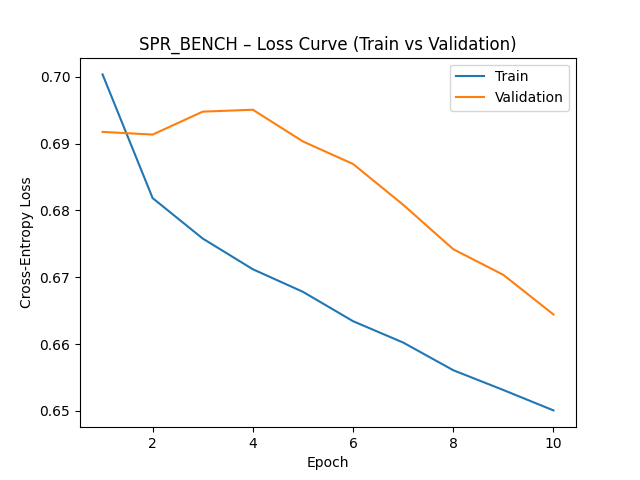 SPR_BENCH – Loss Curve (Train vs Validation)
Train
Validation
Cross-Entropy Loss
0.70
0.69
0.68
0.67
0.66
0.65
2 4 6 8 10
Epoch